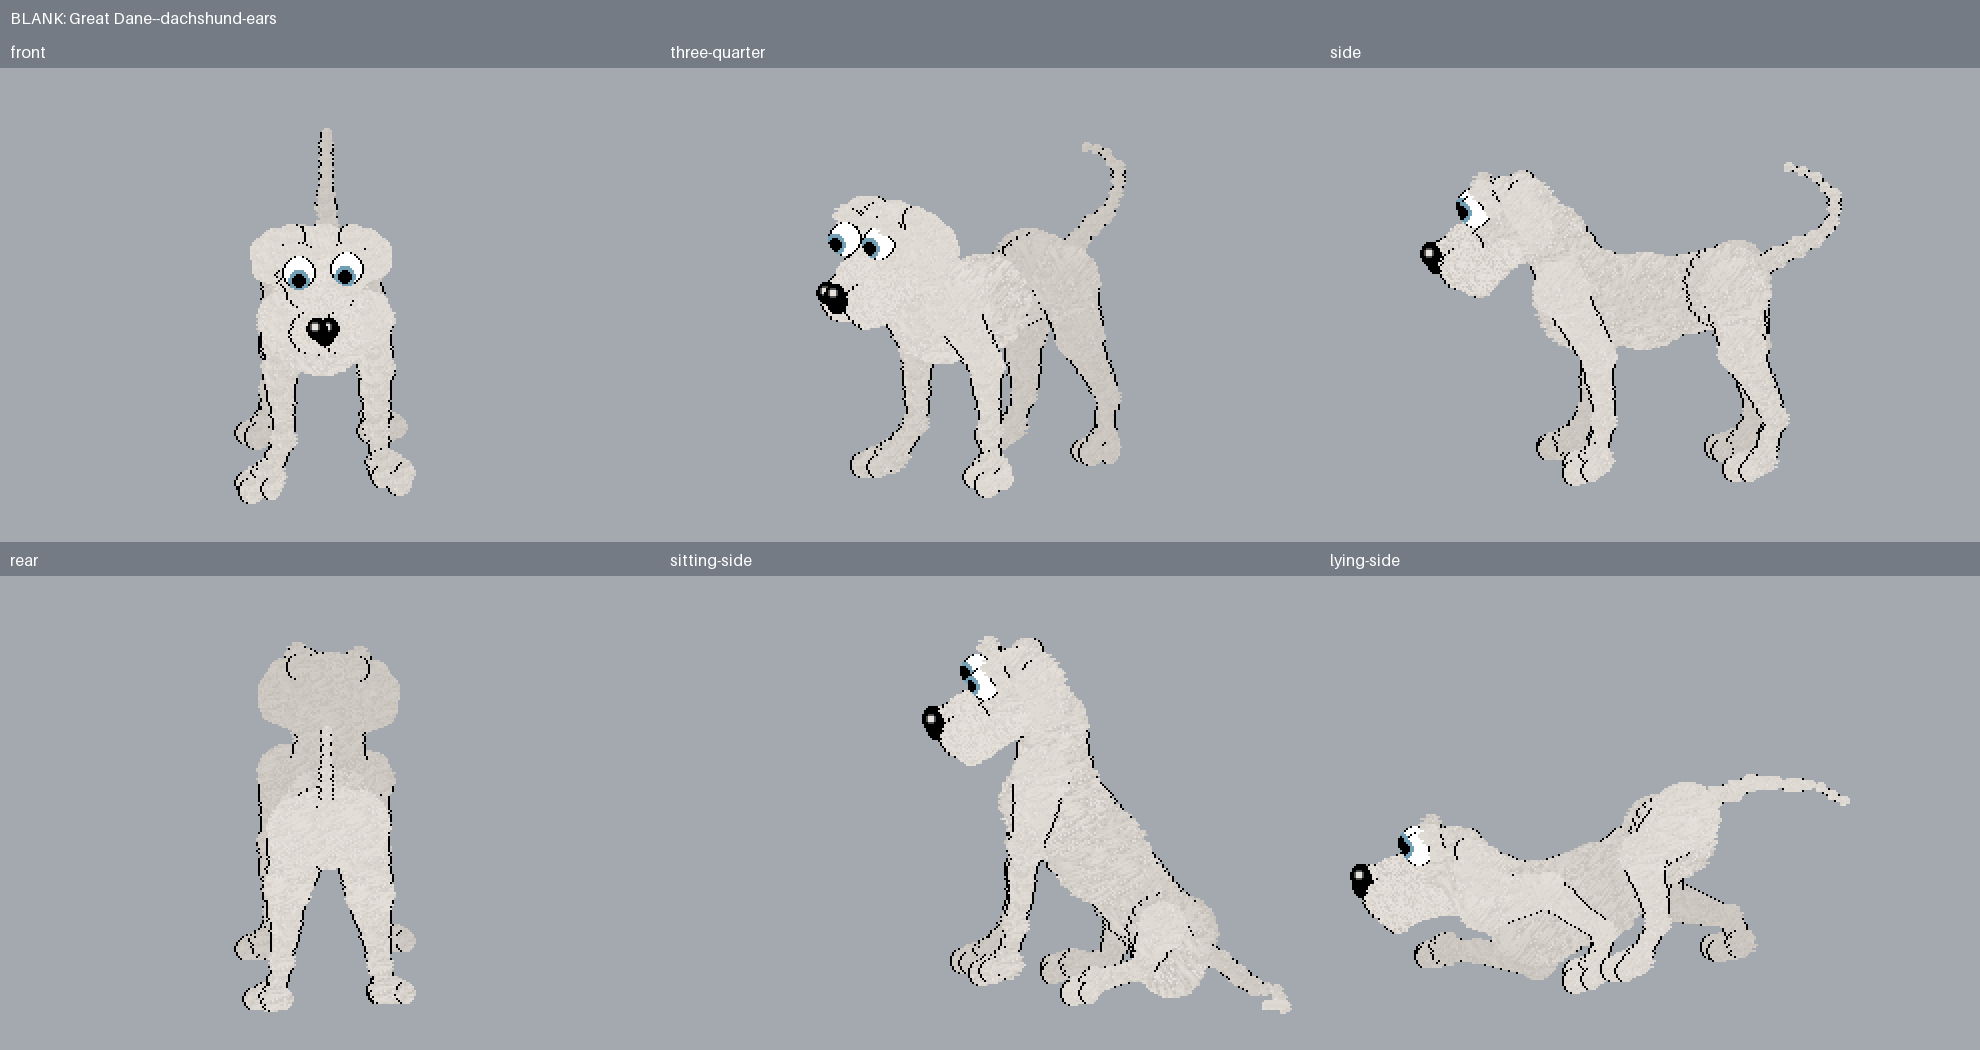 BLANK: Great Dane--dachshund-ears
front
three-quarter
side
rear
sitting-side
lying-side